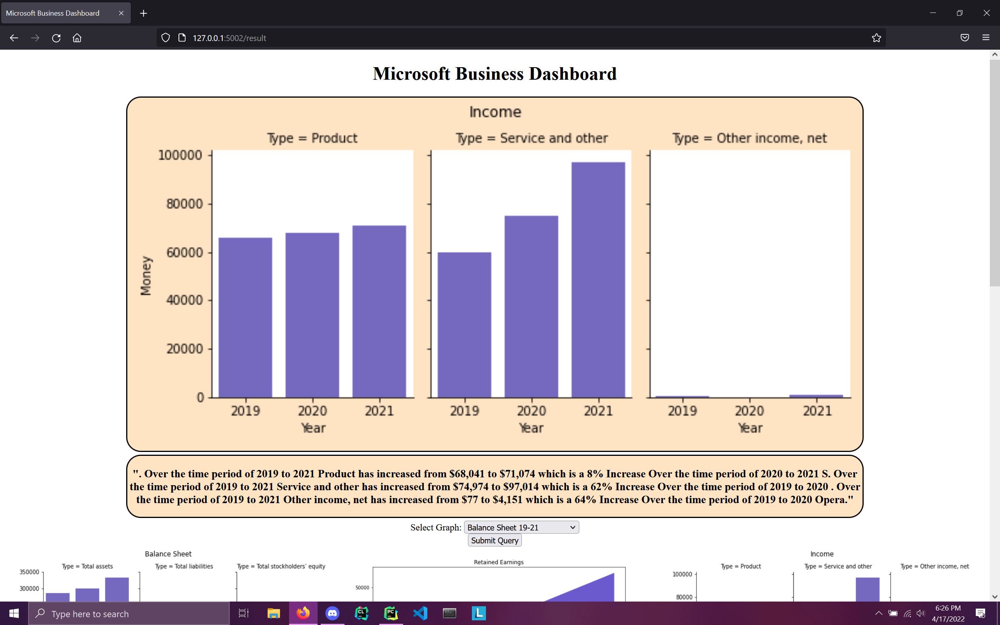 Microsoft Business Dashboard
127.0.0.1:5002/result
Microsoft Business Dashboard
Income
Type = Product
Type = Service and other
Type = Other income, net
Money
100000
80000
60000
40000
20000
0
2019 2020 2021
2019 2020 2021
2019 2020 2021
Year
Year
Year
". Over the time period of 2019 to 2021 Product has increased from $68,041 to $71,074 which is a 8% Increase Over the time period of 2020 to 2021 S. Over
the time period of 2019 to 2021 Service and other has increased from $74,974 to $97,014 which is a 62% Increase Over the time period of 2019 to 2020 . Over
the time period of 2019 to 2021 Other income, net has increased from $77 to $4,151 which is a 64% Increase Over the time period of 2019 to 2020 Opera."
Select Graph: Balance Sheet 19-21
Submit Query
Balance Sheet
Type = Total assets
Type = Total liabilities
Type = Total stockholders' equity
350000
300000
Retained Earnings
50000
Income
Type = Product
Type = Service and other
Type = Other income, net
100000
80000
Type here to search
CL
PC
L
6:26 PM
4/17/2022